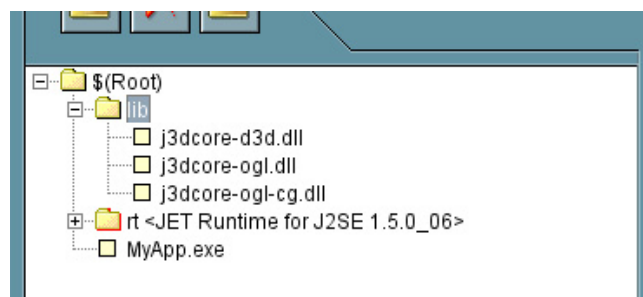 $(Root)
lib
j3dcore-d3d.dll
j3dcore-ogl.dll
j3dcore-ogl-cg.dll
rt <JET Runtime for J2SE 1.5.0_06>
MyApp.exe